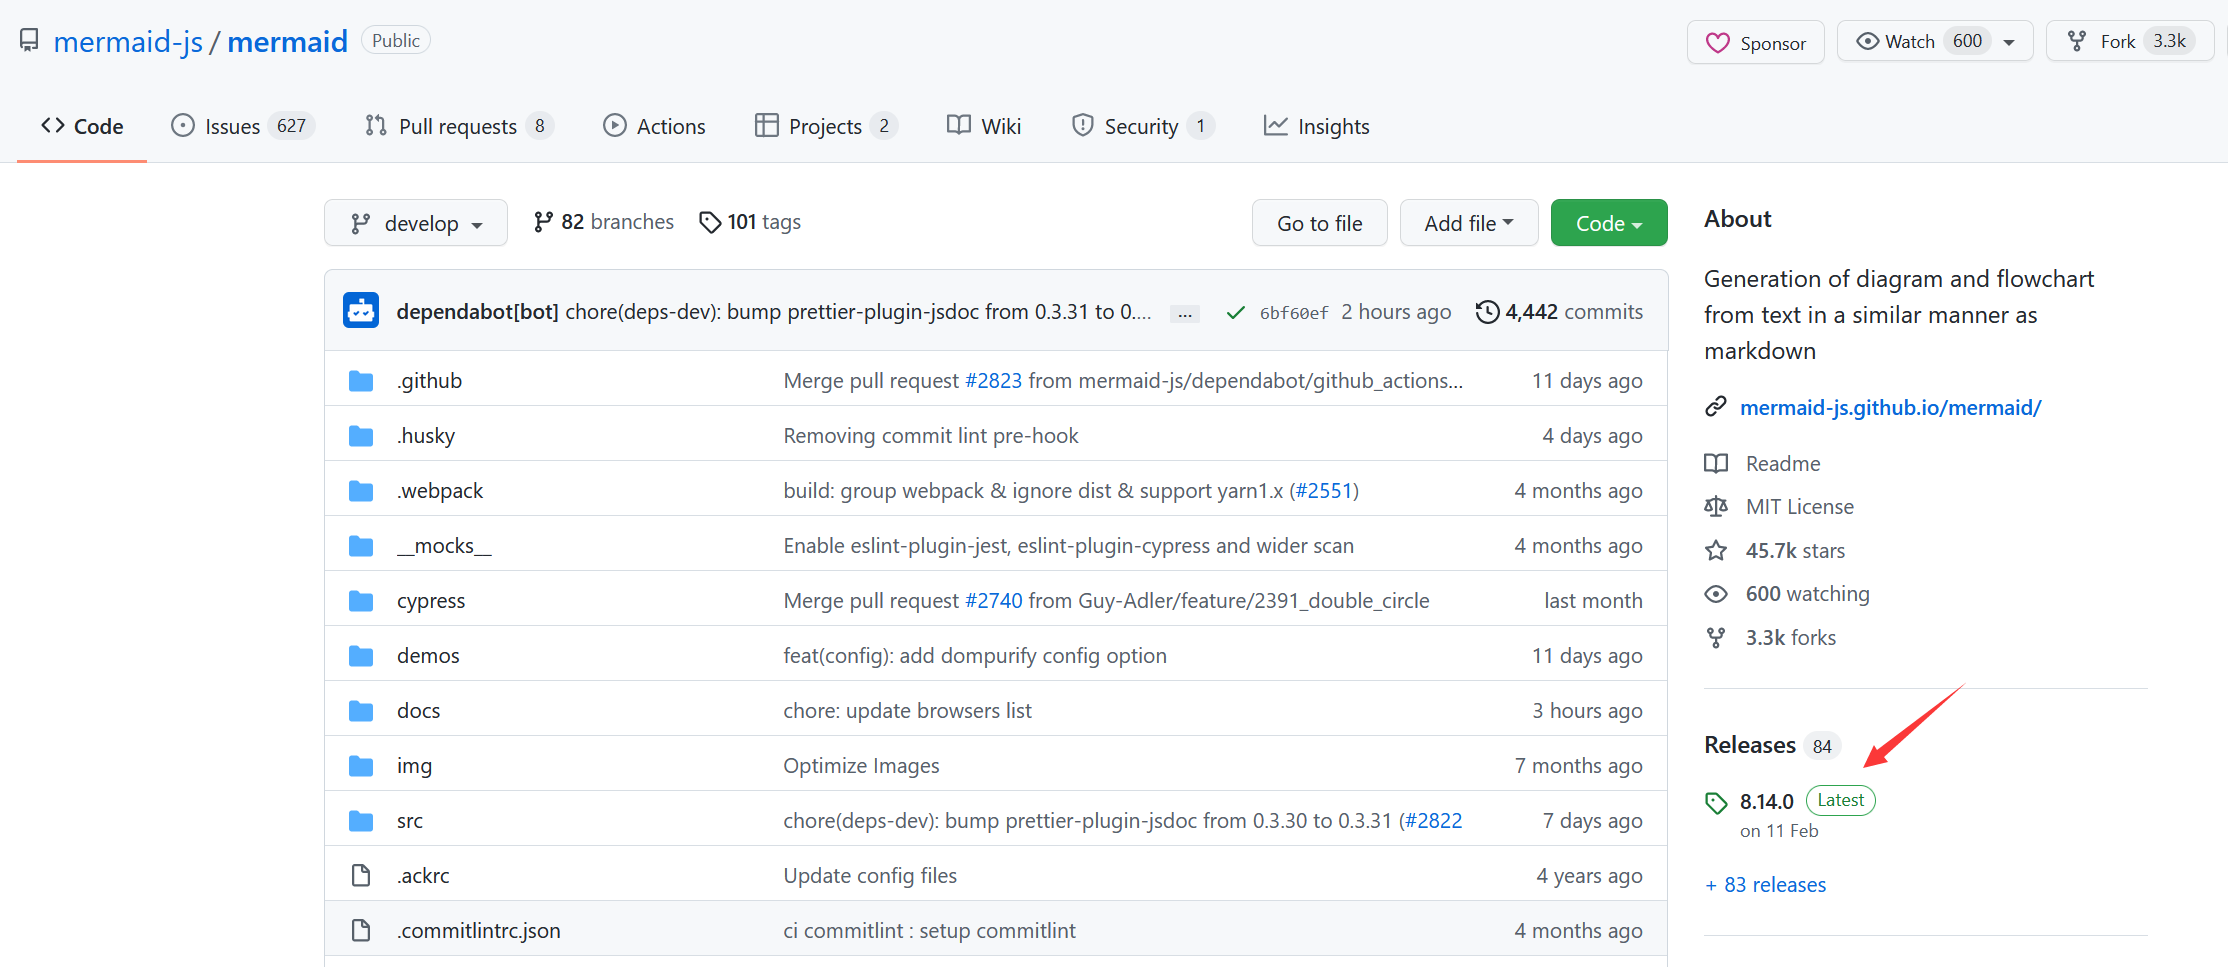 mermaid-js / mermaid Public
Sponsor Watch 600 Fork 3.3k
Code Issues 627 Pull requests 8 Actions Projects 2 Wiki Security 1 Insights
develop 82 branches 101 tags Go to file Add file Code
dependabot[bot] chore(deps-dev): bump prettier-plugin-jsdoc from 0.3.31 to 0.... ... 6bf60ef 2 hours ago 4,442 commits
.github Merge pull request #2823 from mermaid-js/dependabot/github_actions... 11 days ago
.husky Removing commit lint pre-hook 4 days ago
.webpack build: group webpack & ignore dist & support yarn1.x (#2551) 4 months ago
__mocks__ Enable eslint-plugin-jest, eslint-plugin-cypress and wider scan 4 months ago
cypress Merge pull request #2740 from Guy-Adler/feature/2391_double_circle last month
demos feat(config): add dompurify config option 11 days ago
docs chore: update browsers list 3 hours ago
img Optimize Images 7 months ago
src chore(deps-dev): bump prettier-plugin-jsdoc from 0.3.30 to 0.3.31 (#2822 7 days ago
.ackrc Update config files 4 years ago
.commitlintrc.json ci commitlint : setup commitlint 4 months ago
About
Generation of diagram and flowchart
from text in a similar manner as
markdown
mermaid-js.github.io/mermaid/
Readme
MIT License
45.7k stars
600 watching
3.3k forks
Releases 84
8.14.0 Latest
on 11 Feb
+ 83 releases